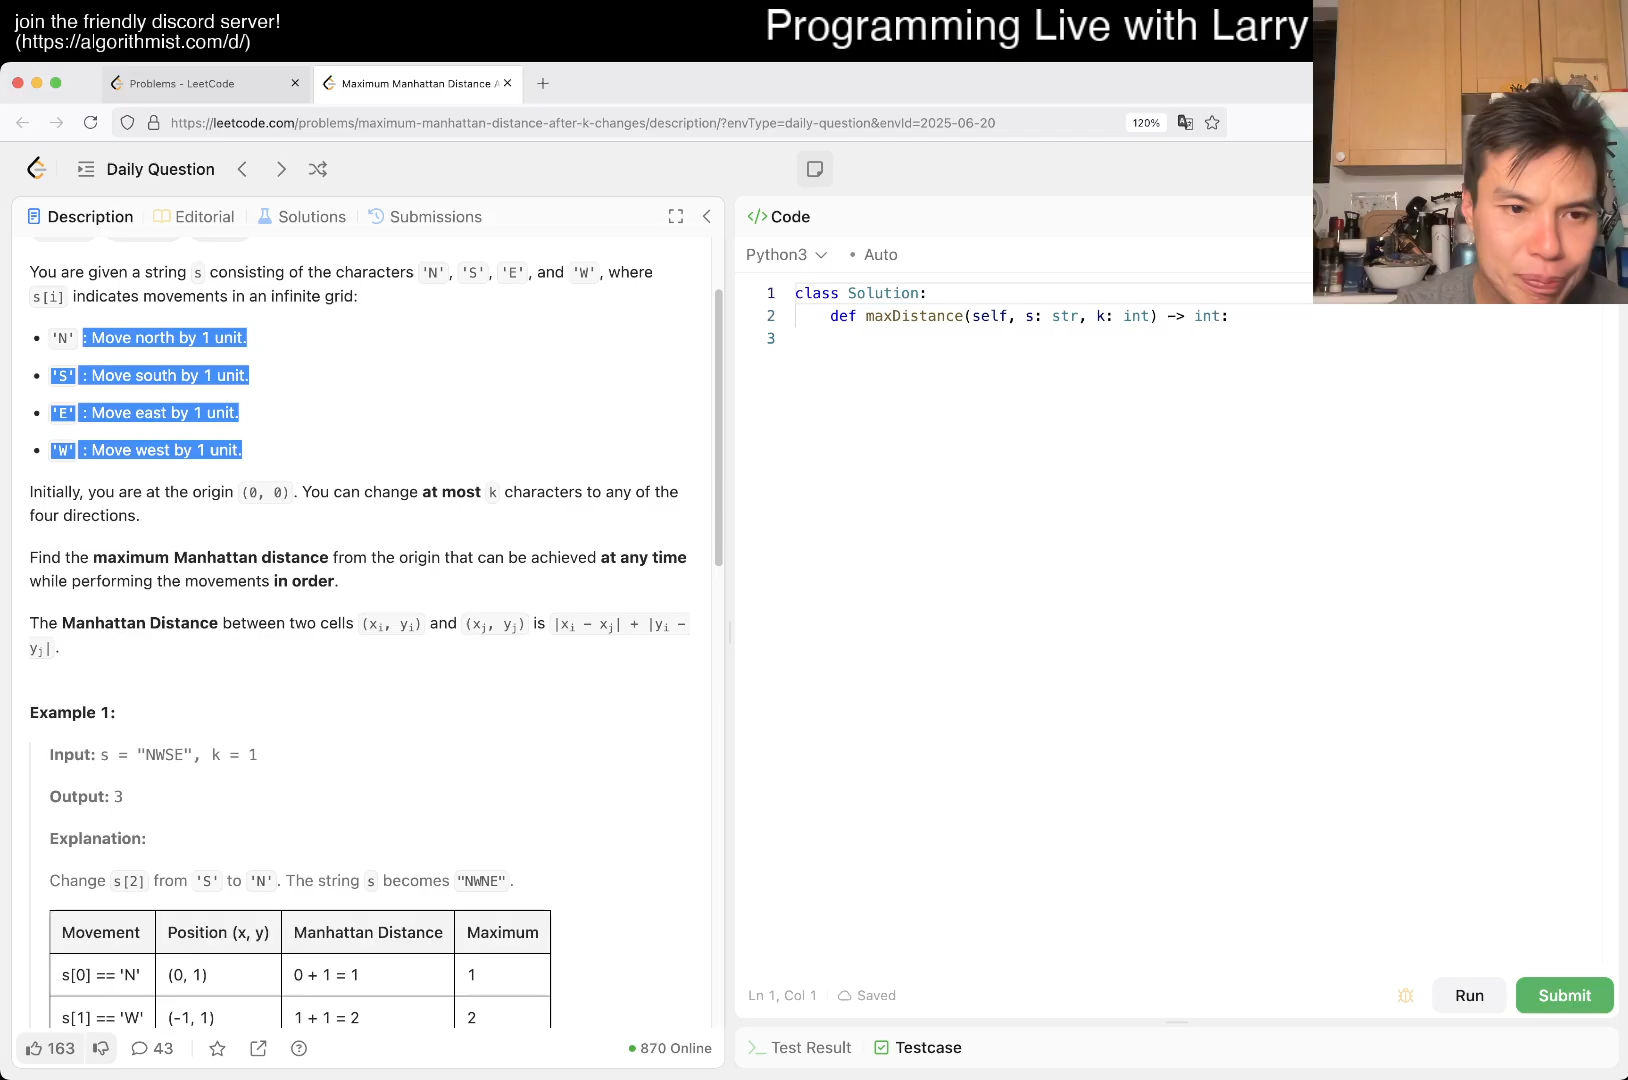 join the friendly discord server!
(https://algorithmist.com/d/)
Programming Live with Larry
Problems - LeetCode
Maximum Manhattan Distance A
https://leetcode.com/problems/maximum-manhattan-distance-after-k-changes/description/?envType=daily-question&envId=2025-06-20
120%
Daily Question
Description
Editorial
Solutions
Submissions
You are given a string s consisting of the characters 'N', 'S', 'E', and 'W', where
s[i] indicates movements in an infinite grid:
• 'N' : Move north by 1 unit.
• 'S' : Move south by 1 unit.
• 'E' : Move east by 1 unit.
• 'W' : Move west by 1 unit.
Initially, you are at the origin (0, 0). You can change at most k characters to any of the
four directions.
Find the maximum Manhattan distance from the origin that can be achieved at any time
while performing the movements in order.
The Manhattan Distance between two cells (xi, yi) and (xj, yj) is |xi - xj| + |yi -
yj|.
Example 1:
Input: s = "NWSE", k = 1
Output: 3
Explanation:
Change s[2] from 'S' to 'N'. The string s becomes "NWNE".
Movement Position (x, y) Manhattan Distance Maximum
s[0] == 'N' (0, 1) 0 + 1 = 1 1
s[1] == 'W' (-1, 1) 1 + 1 = 2 2
163
43
870 Online
</> Code
Python3
• Auto
1 class Solution:
2 def maxDistance(self, s: str, k: int) -> int:
3
Ln 1, Col 1
Saved
Run
Submit
Test Result
Testcase